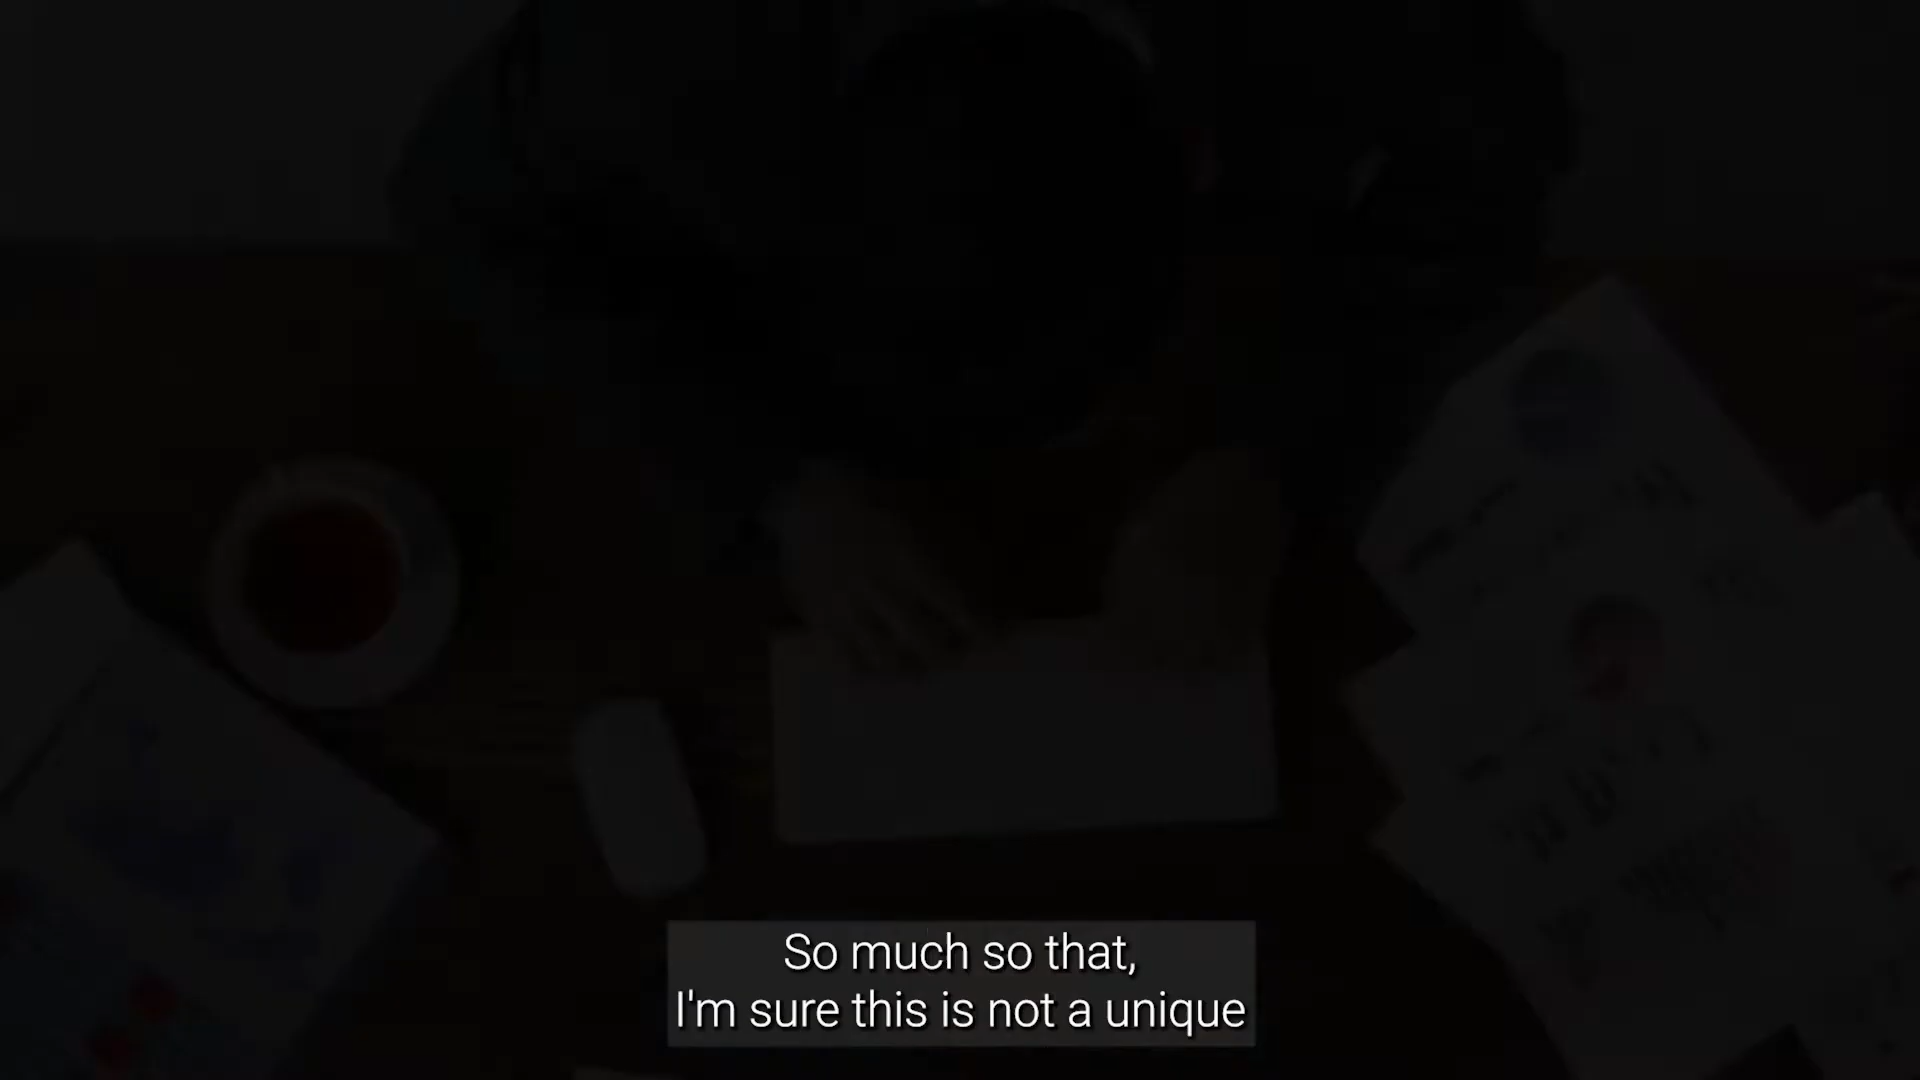 So much so that,
I'm sure this is not a unique